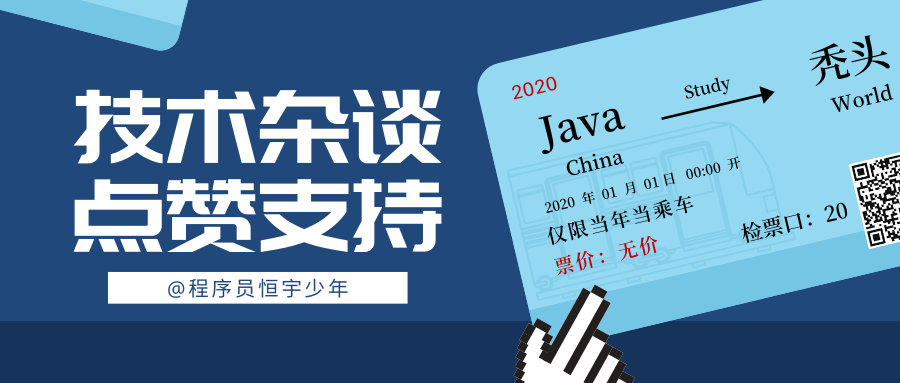 技术杂谈
点赞支持
@程序员恒宇少年
2020
Java
Study
秃头
China
World
2020 年 01 月 01日 00:00 开
仅限当年当乘车
检票口：20
票价：无价